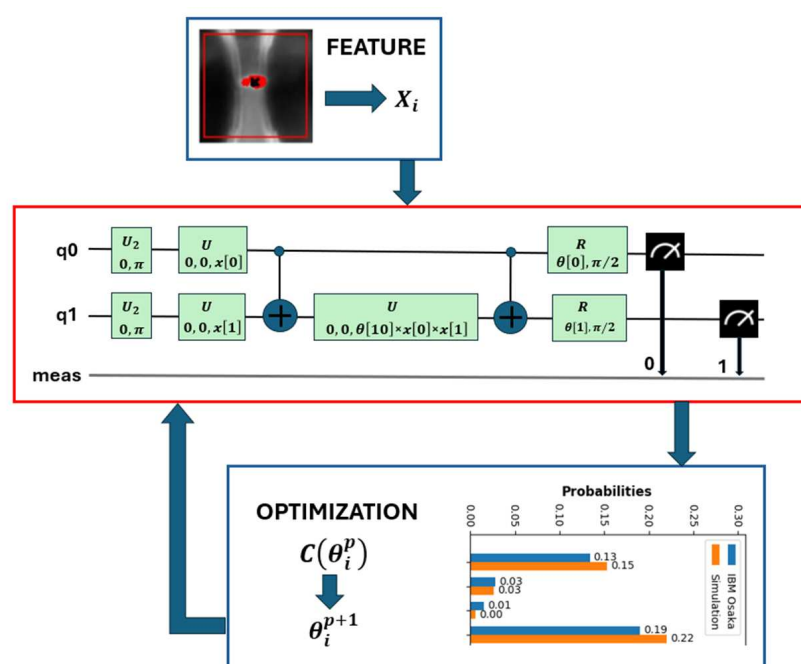 FEATURE
X_i
q0
U_2
0, π
U
0, 0, x[0]
R
θ[0], π/2
q1
U_2
0, π
U
0, 0, x[1]
U
0, 0, θ[10]×x[0]×x[1]
R
θ[1], π/2
meas
0
1
OPTIMIZATION
C(θ_i^p)
θ_i^{p+1}
Probabilities
0.00
0.05
0.10
0.15
0.20
0.25
0.30
IBM Osaka
Simulation
0.13
0.15
0.03
0.03
0.01
0.00
0.19
0.22